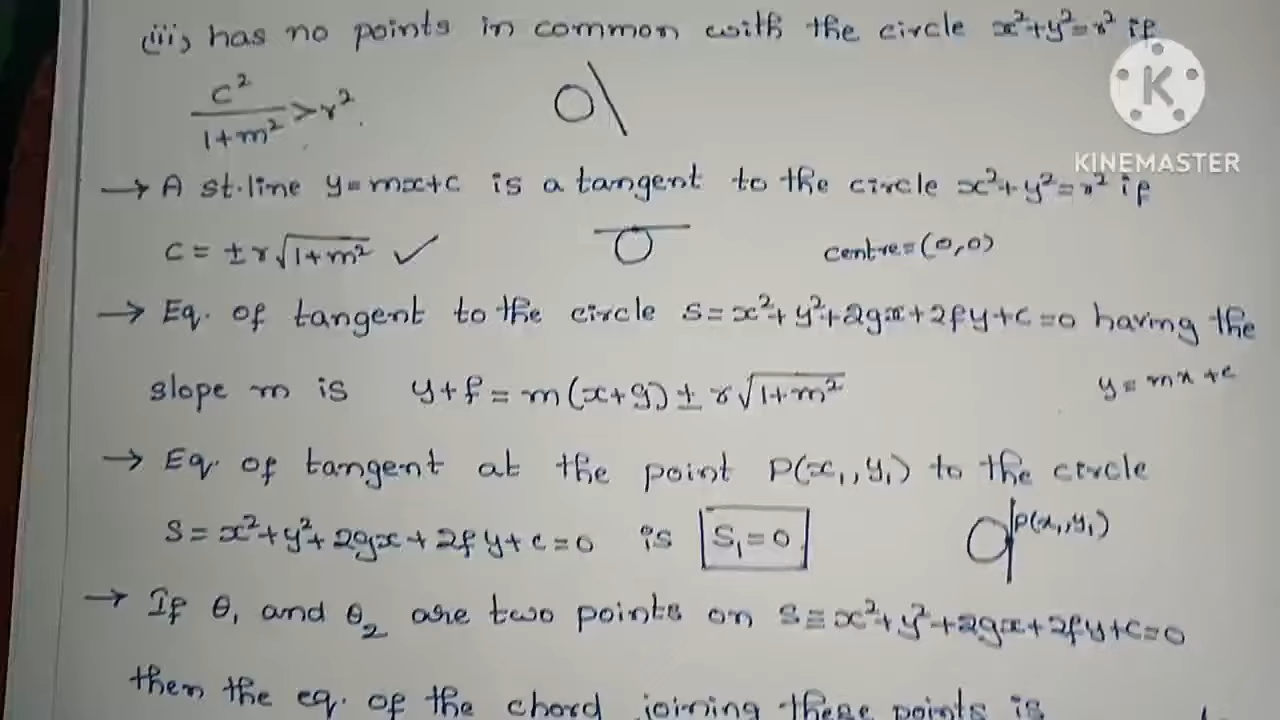 (iii) has no points in common with the circle x²+y²=r² if
c²/1+m² > r².
K
KINEMASTER
→ A st.line y=mx+c is a tangent to the circle x²+y²=r² if
c = ±r√1+m² ✓ centre=(0,0)
→ Eq. of tangent to the circle S=x²+y²+2gx+2fy+c=0 having the
slope m is y+f=m(x+g)±r√1+m² y=mx+c
→ Eq. of tangent at the point P(x₁,y₁) to the circle
S=x²+y²+2gx+2fy+c=0 is S₁=0 P(x₁,y₁)
→ If θ₁ and θ₂ are two points on S≡x²+y²+2gx+2fy+c=0
then the eq. of the chord joining these points is